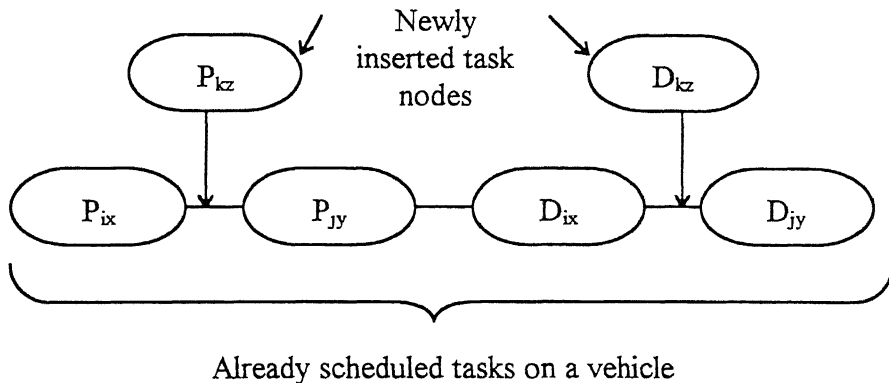 Newly
inserted task
nodes
P_kz
D_kz
P_ix
P_jy
D_ix
D_jy
Already scheduled tasks on a vehicle